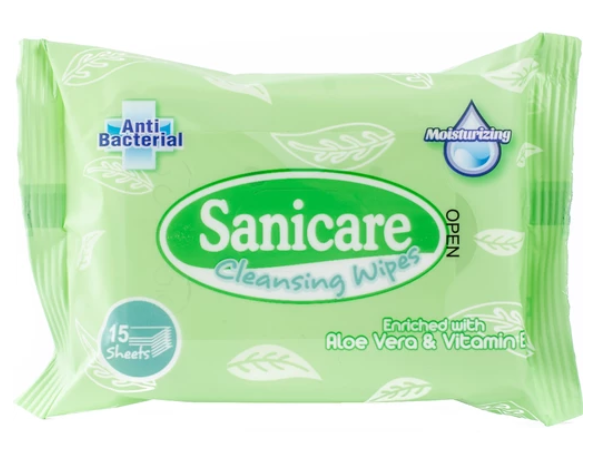 Anti
Bacterial
Moisturizing
Sanicare
Cleansing Wipes
OPEN
15
Sheets
Enriched with
Aloe Vera & Vitamin E